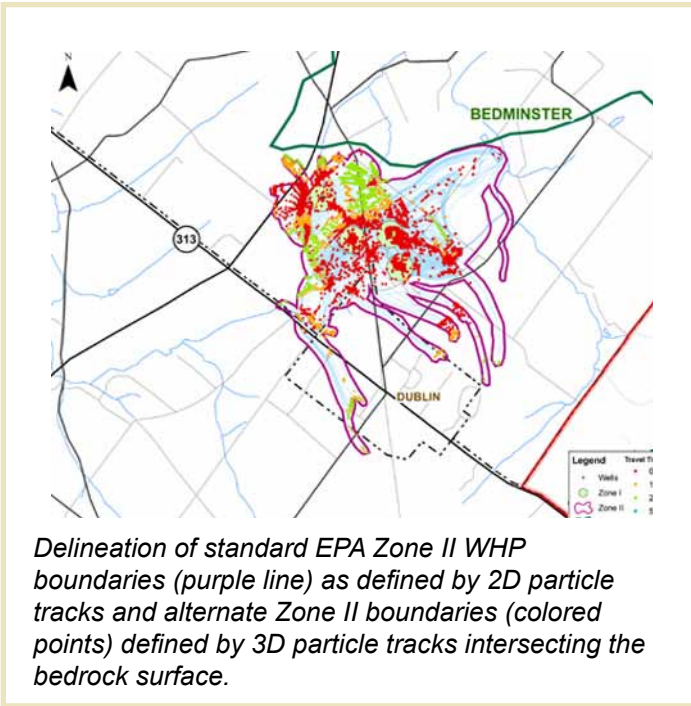 N
BEDMINSTER
313
DUBLIN
Legend
Wells
Zone I
Zone II
Delineation of standard EPA Zone II WHP
boundaries (purple line) as defined by 2D particle
tracks and alternate Zone II boundaries (colored
points) defined by 3D particle tracks intersecting the
bedrock surface.